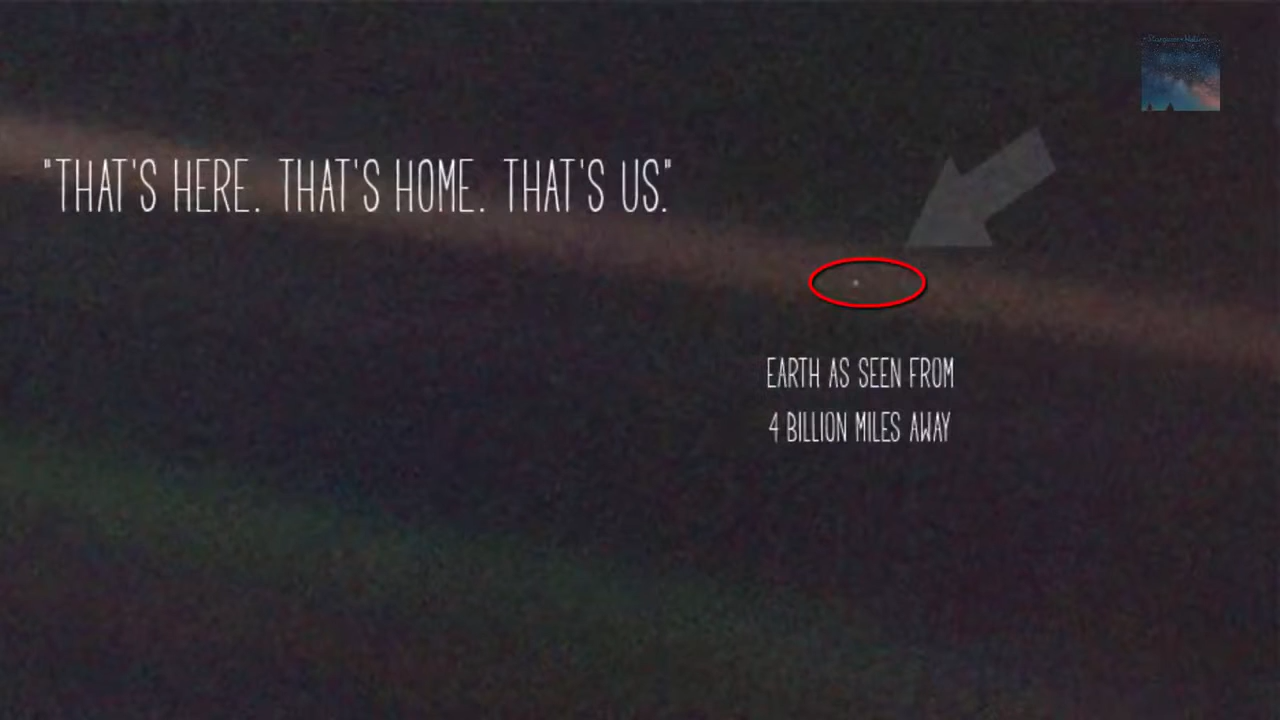 "THAT'S HERE. THAT'S HOME. THAT'S US."
EARTH AS SEEN FROM
4 BILLION MILES AWAY